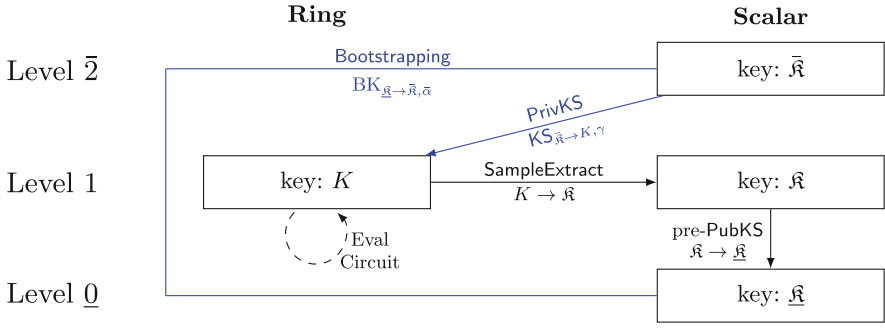 Ring Scalar
Level 2̄
Bootstrapping
BK_{𝔎̲→𝔎̄,ᾱ}
key: 𝔎̄
PrivKS
KS_{𝔎̄→K,γ}
Level 1
key: K
SampleExtract
K → 𝔎
key: 𝔎
Eval
Circuit
pre-PubKS
𝔎 → 𝔎̲
Level 0̲
key: 𝔎̲